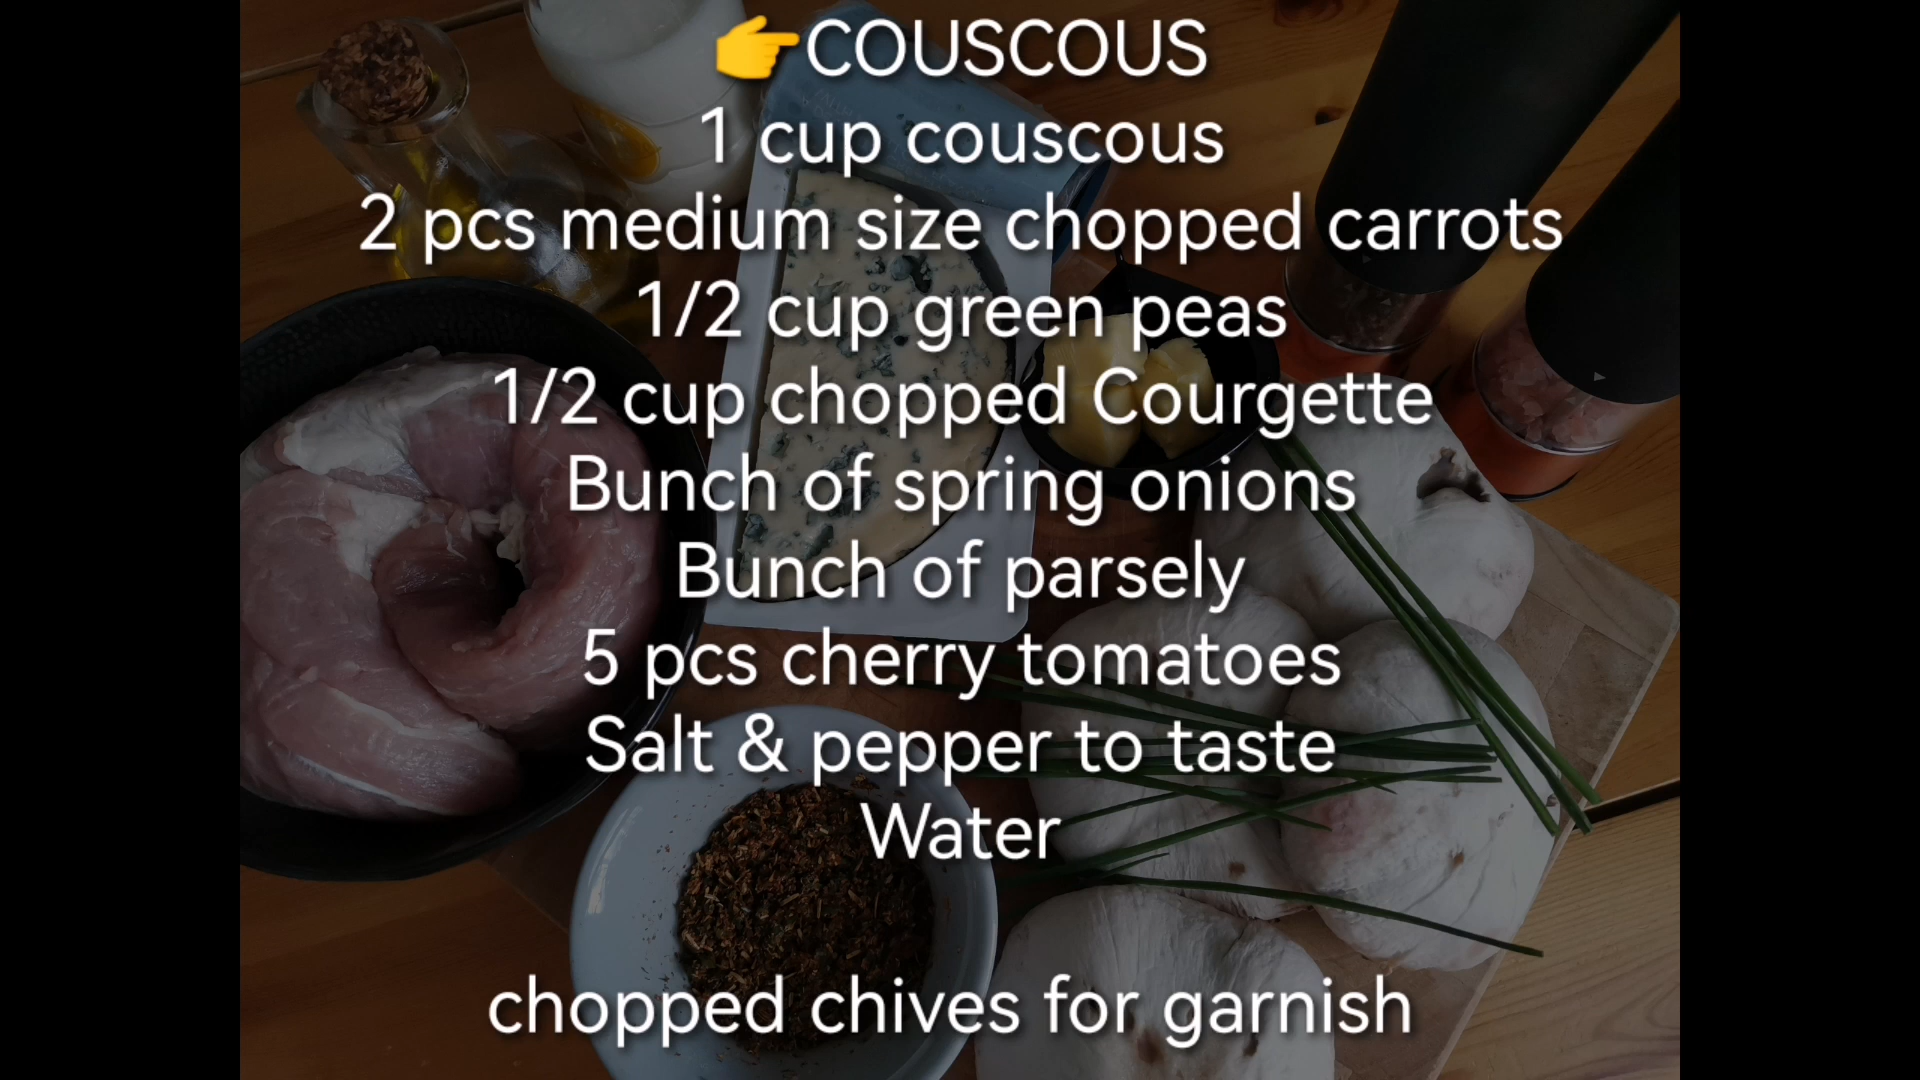 👉COUSCOUS
1 cup couscous
2 pcs medium size chopped carrots
1/2 cup green peas
1/2 cup chopped Courgette
Bunch of spring onions
Bunch of parsely
5 pcs cherry tomatoes
Salt & pepper to taste
Water
chopped chives for garnish